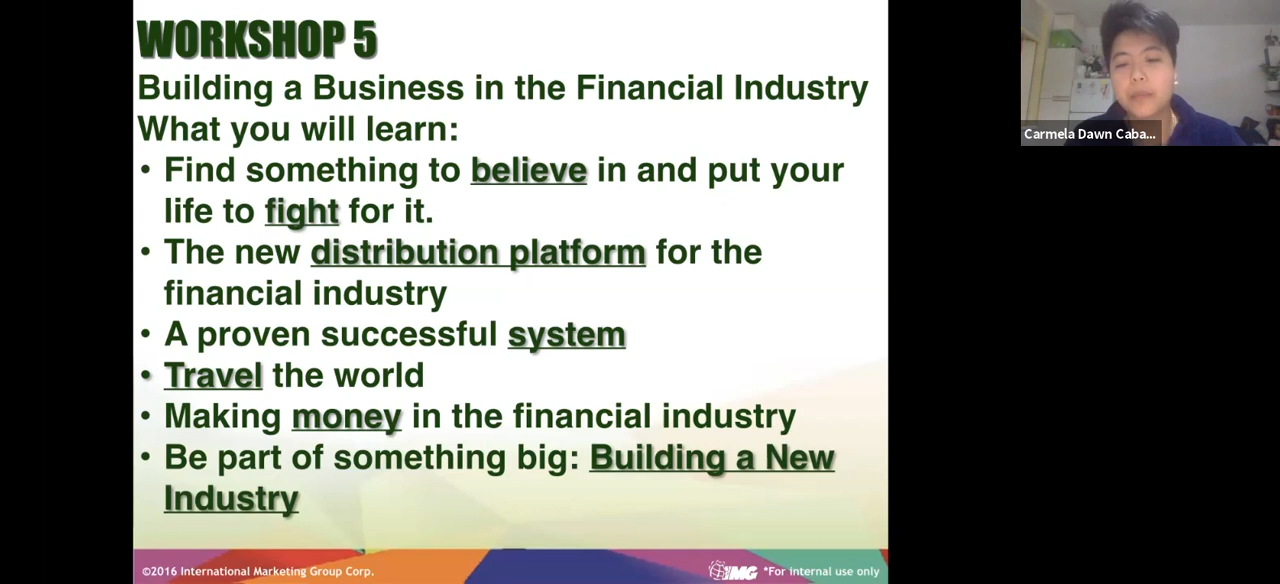 WORKSHOP 5
Building a Business in the Financial Industry
What you will learn:
• Find something to believe in and put your
life to fight for it.
• The new distribution platform for the
financial industry
• A proven successful system
• Travel the world
• Making money in the financial industry
• Be part of something big: Building a New
Industry
©2016 International Marketing Group Corp.
IMG *For internal use only
Carmela Dawn Caba...